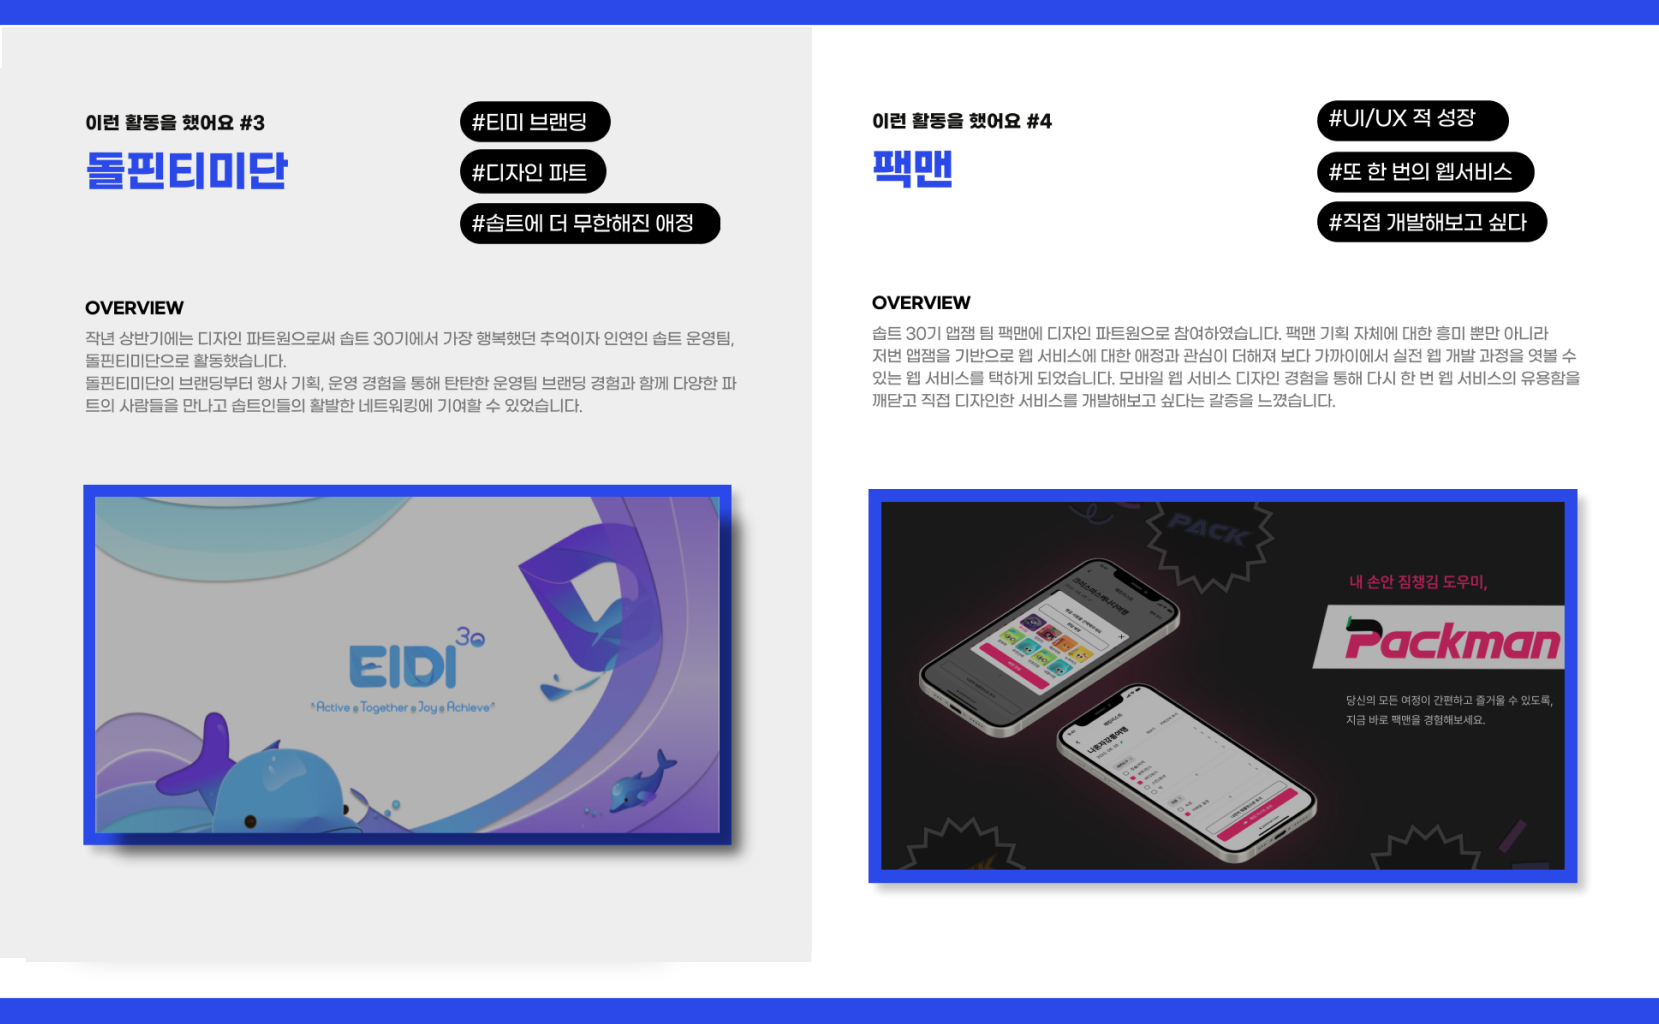 이런 활동을 했어요 #3
돌핀티미단
#티미 브랜딩
#디자인 파트
#솝트에 더 무한해진 애정
OVERVIEW
작년 상반기에는 디자인 파트원으로써 솝트 30기에서 가장 행복했던 추억이자 인연인 솝트 운영팀,
돌핀티미단으로 활동했습니다.
돌핀티미단의 브랜딩부터 행사 기획, 운영 경험을 통해 탄탄한 운영팀 브랜딩 경험과 함께 다양한 파
트의 사람들을 만나고 솝트인들의 활발한 네트워킹에 기여할 수 있었습니다.
30
EIDI
Active Together Joy Achieve
이런 활동을 했어요 #4
팩맨
#UI/UX 적 성장
#또 한 번의 웹서비스
#직접 개발해보고 싶다
OVERVIEW
솝트 30기 앱잼 팀 팩맨에 디자인 파트원으로 참여하였습니다. 팩맨 기획 자체에 대한 흥미 뿐만 아니라
저번 앱잼을 기반으로 웹 서비스에 대한 애정과 관심이 더해져 보다 가까이에서 실전 웹 개발 과정을 엿볼 수
있는 웹 서비스를 택하게 되었습니다. 모바일 웹 서비스 디자인 경험을 통해 다시 한 번 웹 서비스의 유용함을
깨닫고 직접 디자인한 서비스를 개발해보고 싶다는 갈증을 느꼈습니다.
PACK
내 손안 짐챙김 도우미,
Packman
당신의 모든 여정이 간편하고 즐거울 수 있도록,
지금 바로 팩맨을 경험해보세요.
나혼자강릉여행